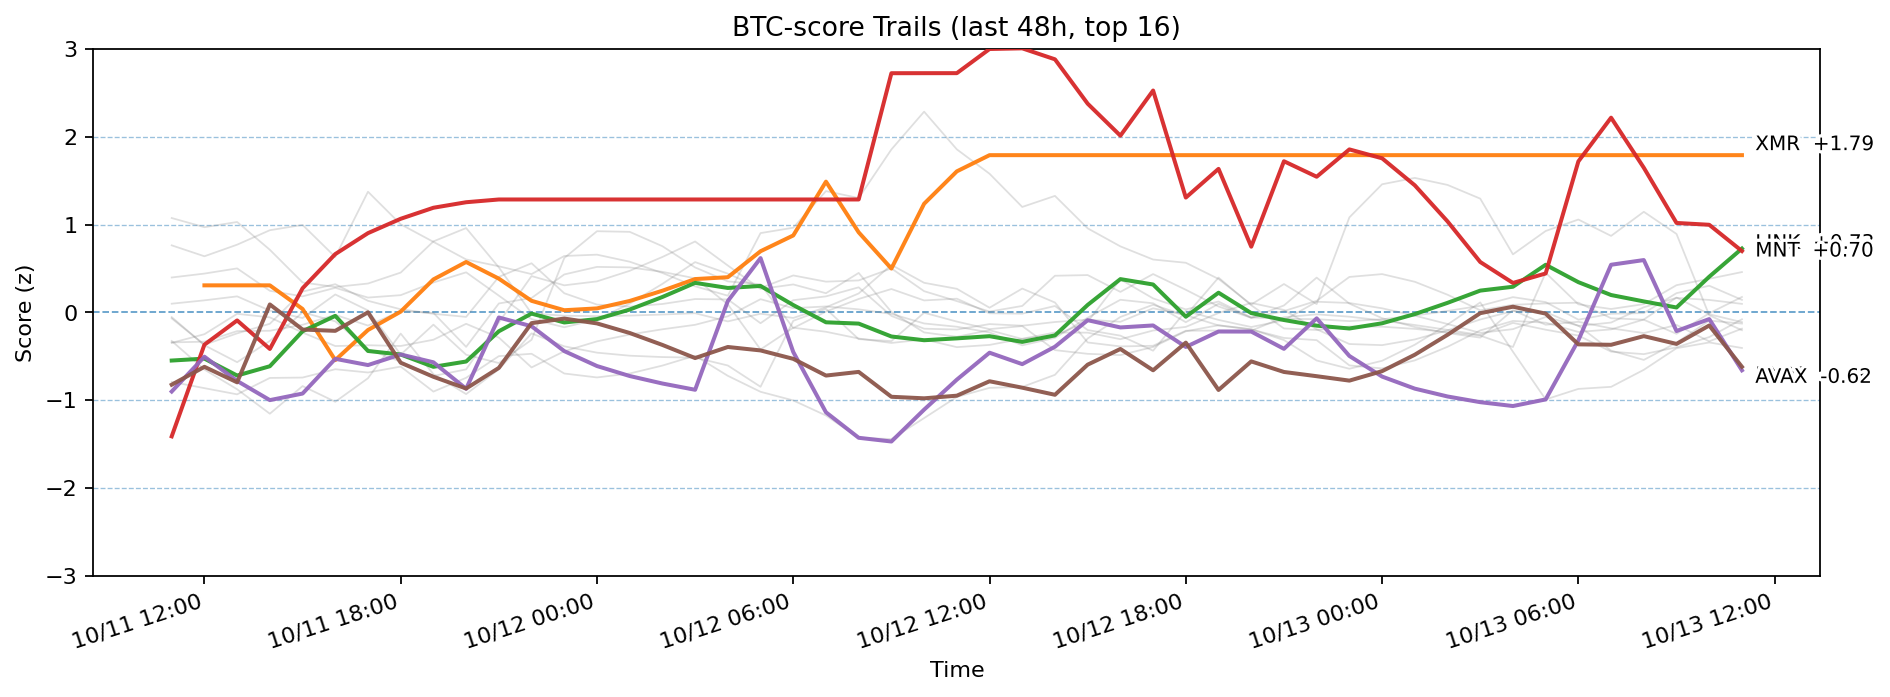 BTC-score Trails (last 48h, top 16)
Score (z)
3
2
1
0
−1
−2
−3
XMR +1.79
MNT +0.70
AVAX -0.62
10/11 12:00
10/11 18:00
10/12 00:00
10/12 06:00
10/12 12:00
10/12 18:00
10/13 00:00
10/13 06:00
10/13 12:00
Time